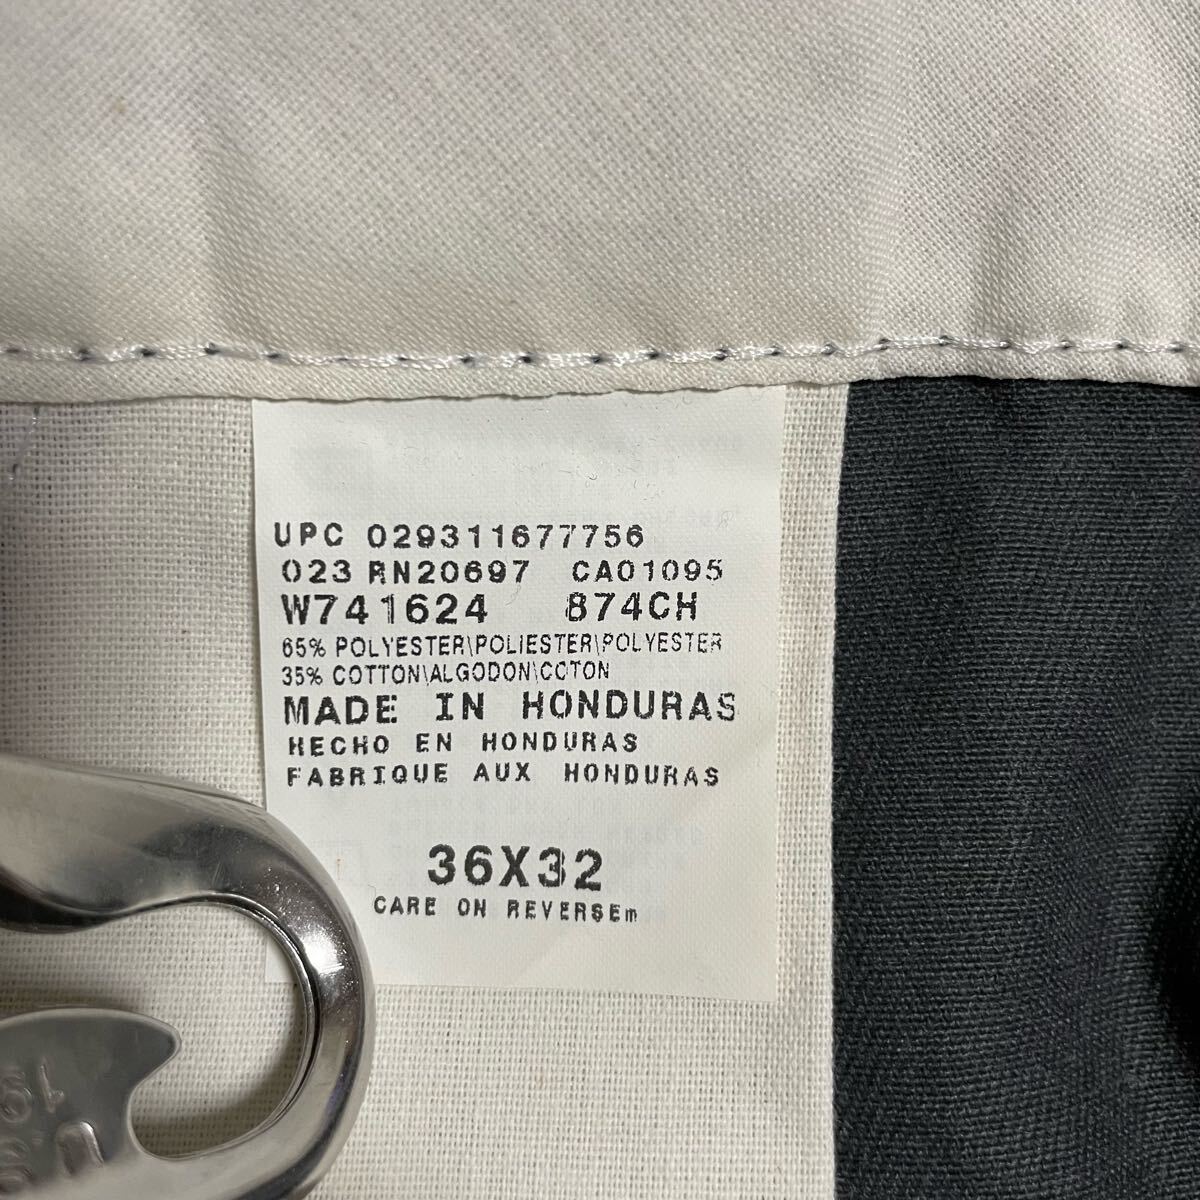 UPC 029311677756
023 RN20697 CA01095
W741624 874CH
65% POLYESTER\POLIESTER\POLYESTER
35% COTTON\ALGODON\COTON
MADE IN HONDURAS
HECHO EN HONDURAS
FABRIQUE AUX HONDURAS
36X32
CARE ON REVERSEm